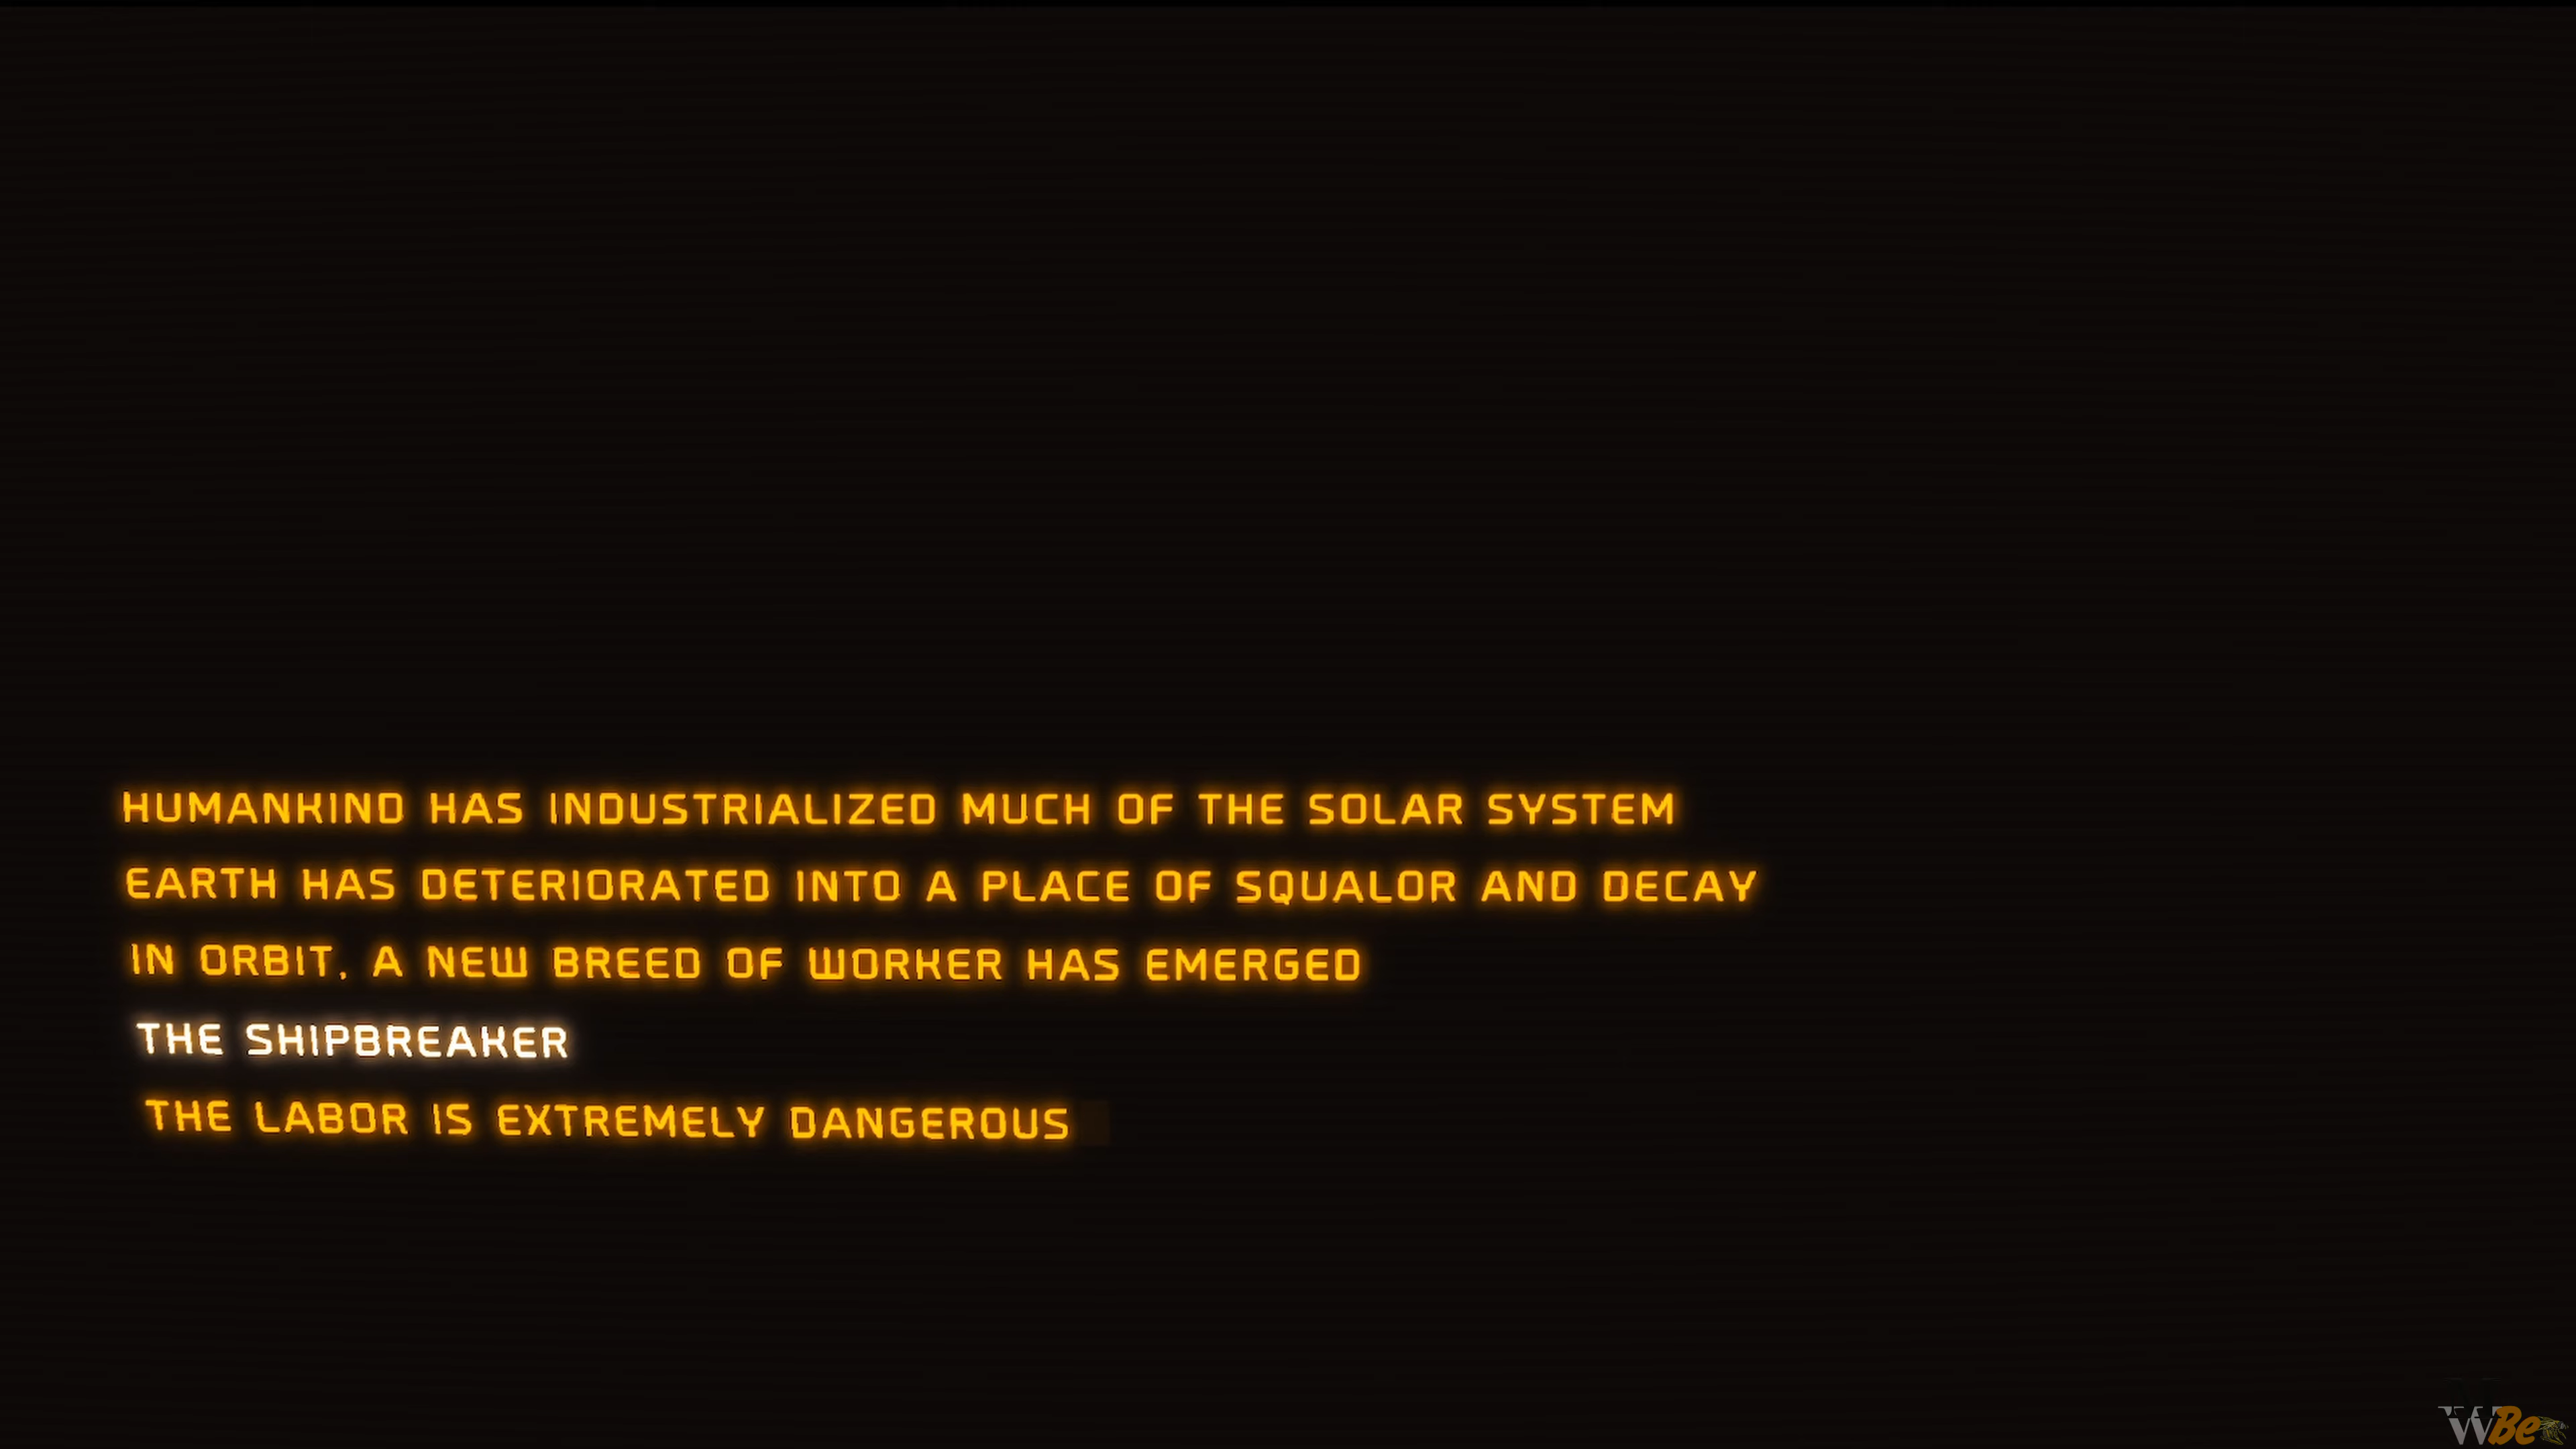 HUMANKIND HAS INDUSTRIALIZED MUCH OF THE SOLAR SYSTEM
EARTH HAS DETERIORATED INTO A PLACE OF SQUALOR AND DECAY
IN ORBIT, A NEW BREED OF WORKER HAS EMERGED
THE SHIPBREAKER
THE LABOR IS EXTREMELY DANGEROUS
WBe